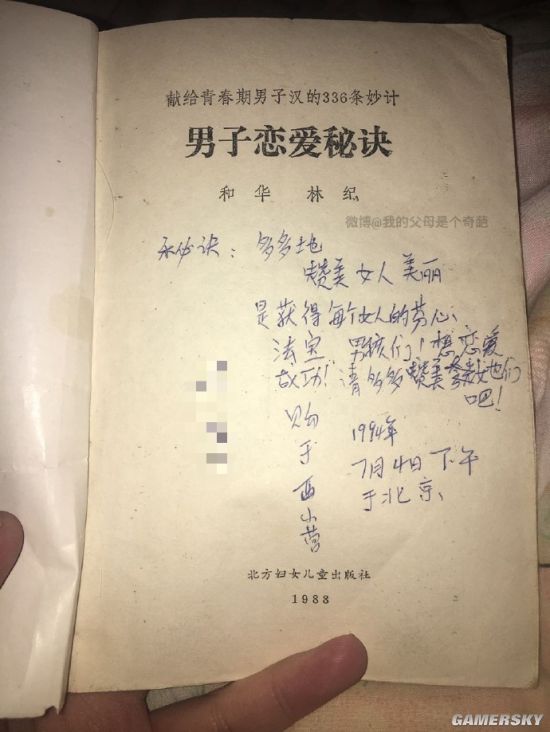 献给青春期男子汉的336条妙计
男子恋爱秘诀
和华 林纪
微博@我的父母是个奇葩
秘诀：多多地
赞美女人美丽
是获得每个女人的芳心、
法宝 男孩们！想恋爱
成功！请多多赞美她们
吧！
购于西小营
1994年
7月4日下午
于北京、
北方妇女儿童出版社
1988
GAMERSKY